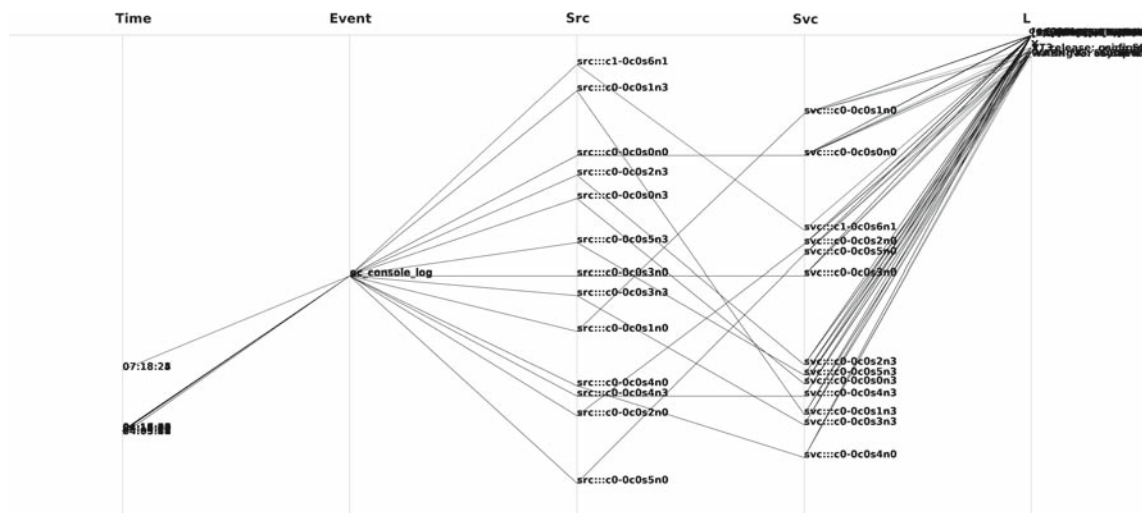 Time Event Src Svc L
src:::c1-0c0s6n1
src:::c0-0c0s1n3
svc:::c0-0c0s1n0
src:::c0-0c0s0n0 svc:::c0-0c0s0n0
src:::c0-0c0s2n3
src:::c0-0c0s0n3
svc:::c1-0c0s6n1
src:::c0-0c0s5n3 svc:::c0-0c0s2n0
svc:::c0-0c0s5n0
src:::c0-0c0s3n0 svc:::c0-0c0s3n0
src:::c0-0c0s3n3
src:::c0-0c0s1n0
svc:::c0-0c0s2n3
svc:::c0-0c0s5n3
src:::c0-0c0s4n0 svc:::c0-0c0s0n3
src:::c0-0c0s4n3 svc:::c0-0c0s4n3
src:::c0-0c0s2n0 svc:::c0-0c0s1n3
svc:::c0-0c0s3n3
svc:::c0-0c0s4n0
src:::c0-0c0s5n0